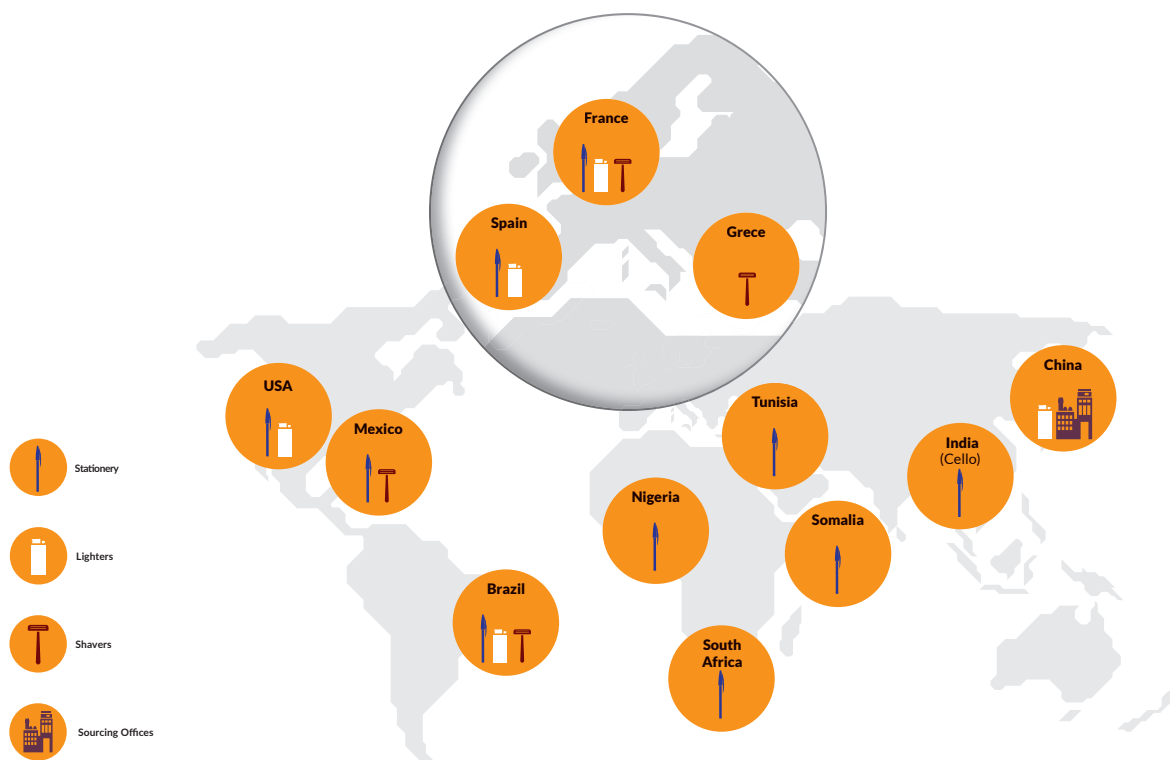 France
Spain
Grece
USA
Mexico
China
Tunisia
India
(Cello)
Nigeria
Somalia
Brazil
South
Africa
Stationery
Lighters
Shavers
Sourcing Offices